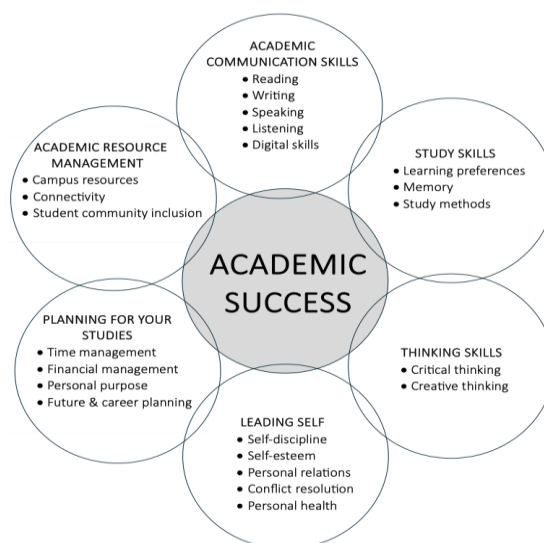 ACADEMIC
COMMUNICATION SKILLS
• Reading
• Writing
• Speaking
• Listening
• Digital skills
ACADEMIC RESOURCE
MANAGEMENT
• Campus resources
• Connectivity
• Student community inclusion
STUDY SKILLS
• Learning preferences
• Memory
• Study methods
ACADEMIC
SUCCESS
PLANNING FOR YOUR
STUDIES
• Time management
• Financial management
• Personal purpose
• Future & career planning
THINKING SKILLS
• Critical thinking
• Creative thinking
LEADING SELF
• Self-discipline
• Self-esteem
• Personal relations
• Conflict resolution
• Personal health